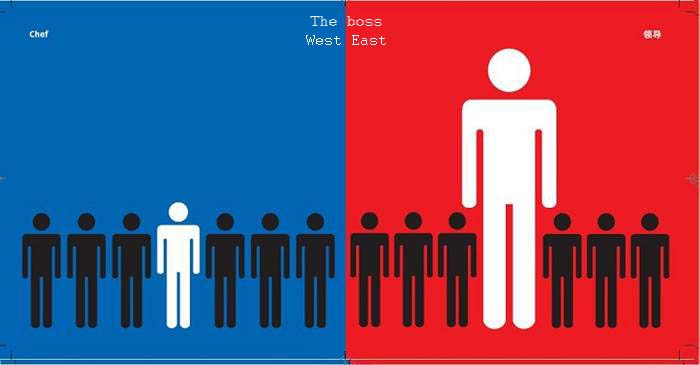 The boss
West East
Chef
领导